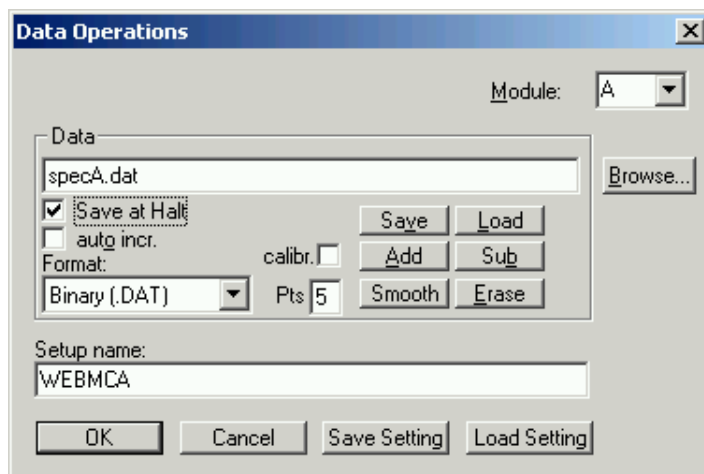 Data Operations
Module: A
Data
specA.dat Browse...
Save at Halt Save Load
auto incr. calibr. Add Sub
Format:
Binary (.DAT) Pts 5 Smooth Erase
Setup name:
WEBMCA
OK Cancel Save Setting Load Setting